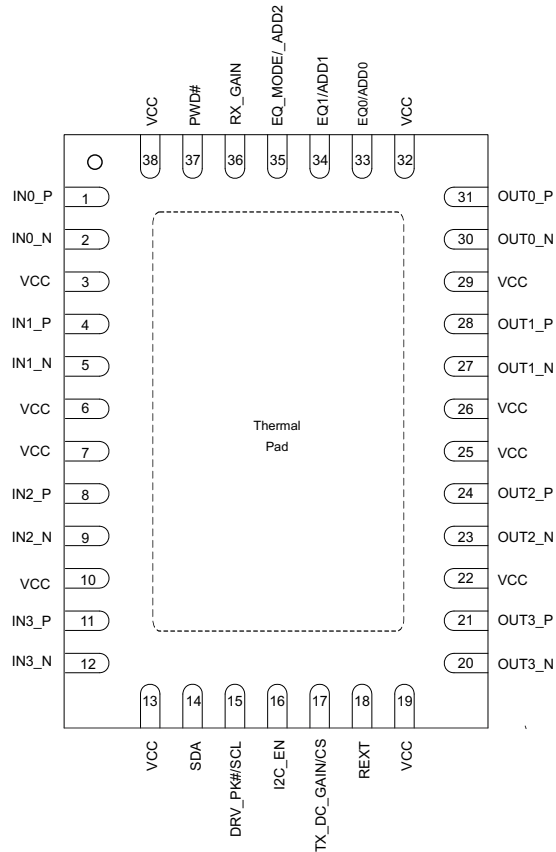 VCC
PWD#
RX_GAIN
EQ_MODE/_ADD2
EQ1/ADD1
EQ0/ADD0
VCC
38
37
36
35
34
33
32
IN0_P 1
31 OUT0_P
IN0_N 2
30 OUT0_N
VCC 3
29 VCC
IN1_P 4
28 OUT1_P
IN1_N 5
27 OUT1_N
VCC 6
26 VCC
Thermal
Pad
VCC 7
25 VCC
IN2_P 8
24 OUT2_P
IN2_N 9
23 OUT2_N
VCC 10
22 VCC
IN3_P 11
21 OUT3_P
IN3_N 12
20 OUT3_N
13
14
15
16
17
18
19
VCC
SDA
DRV_PK#/SCL
I2C_EN
TX_DC_GAIN/CS
REXT
VCC